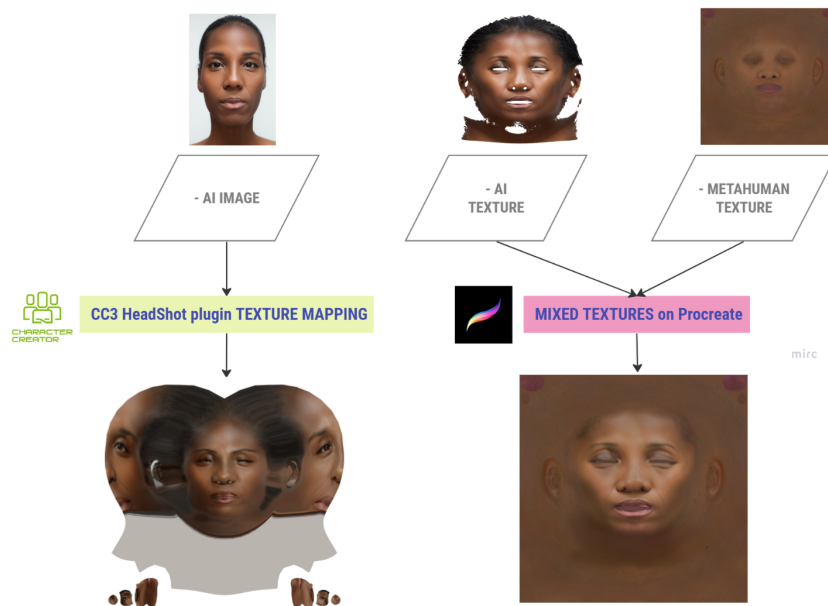 - AI IMAGE
- AI
TEXTURE
- METAHUMAN
TEXTURE
CHARACTER
CREATOR
CC3 HeadShot plugin TEXTURE MAPPING
MIXED TEXTURES on Procreate
mirc